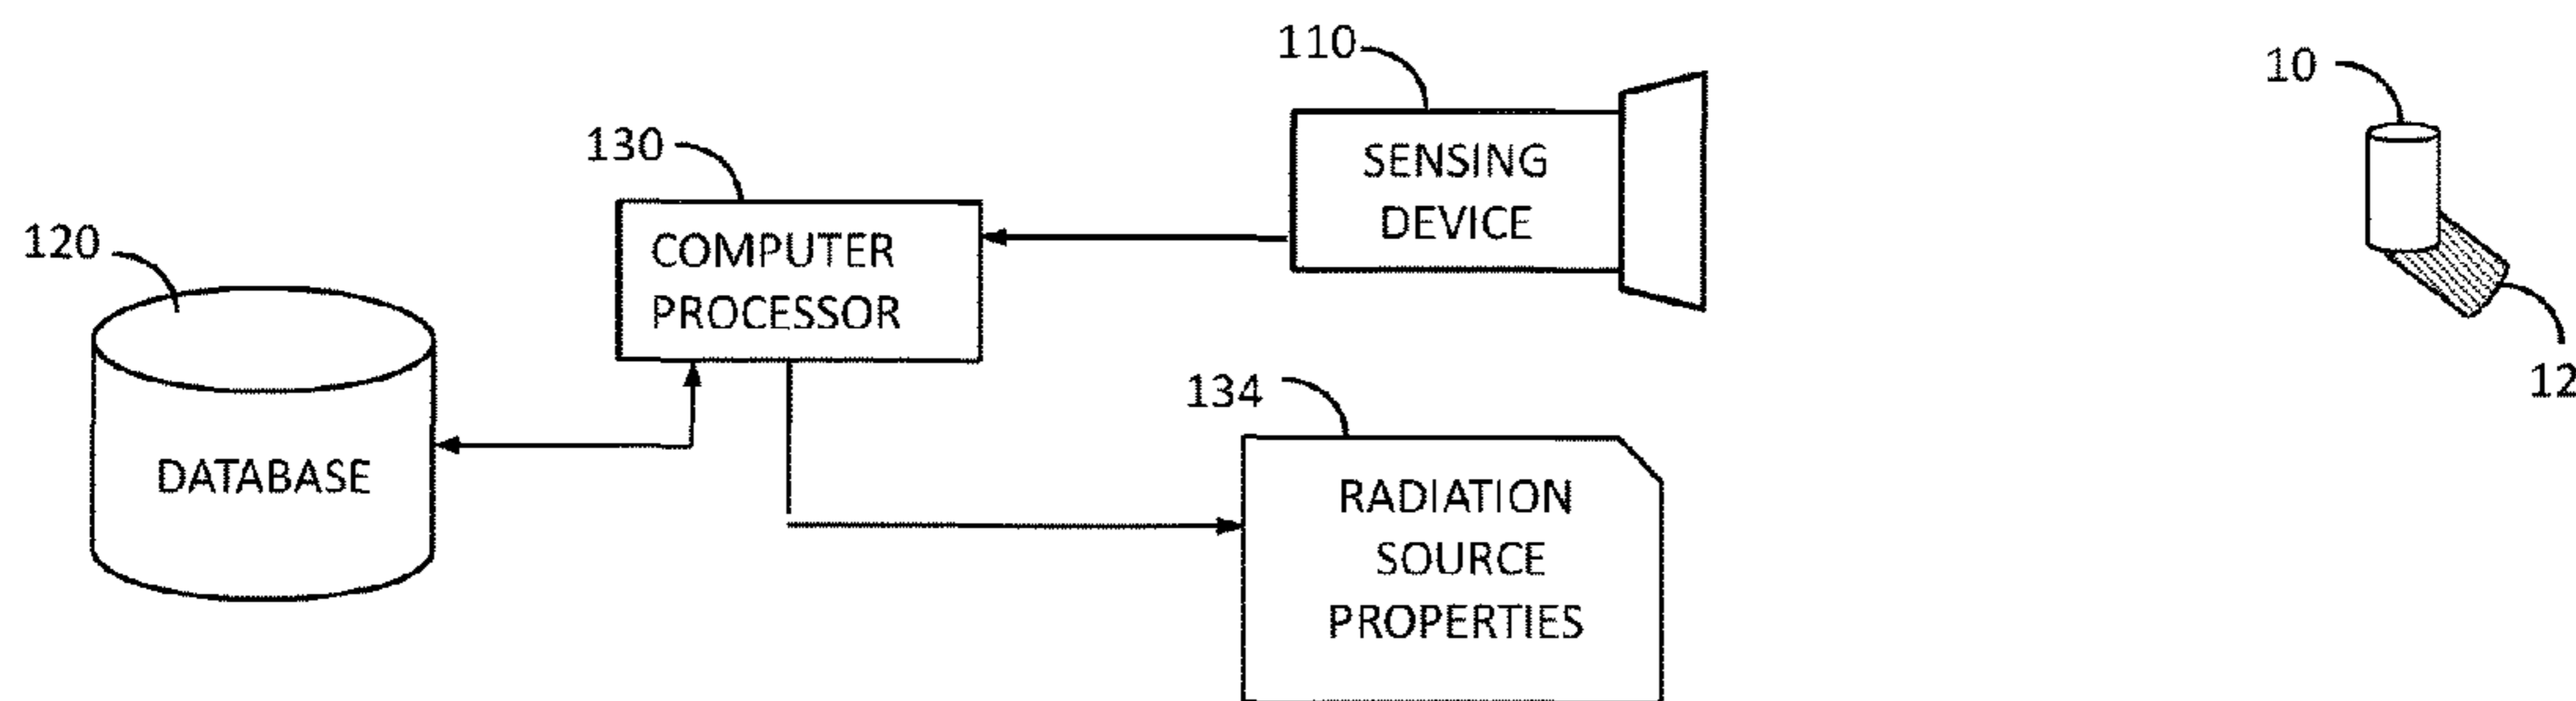 110
10
130
SENSING
DEVICE
120
COMPUTER
PROCESSOR
12
134
DATABASE
RADIATION
SOURCE
PROPERTIES